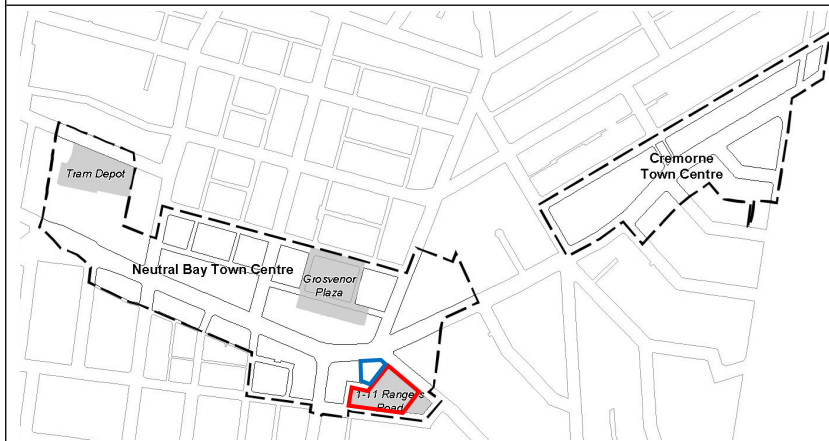 Cremorne
Town Centre
Tram Depot
Neutral Bay Town Centre
Grosvenor
Plaza
1-11 Rangers
Road